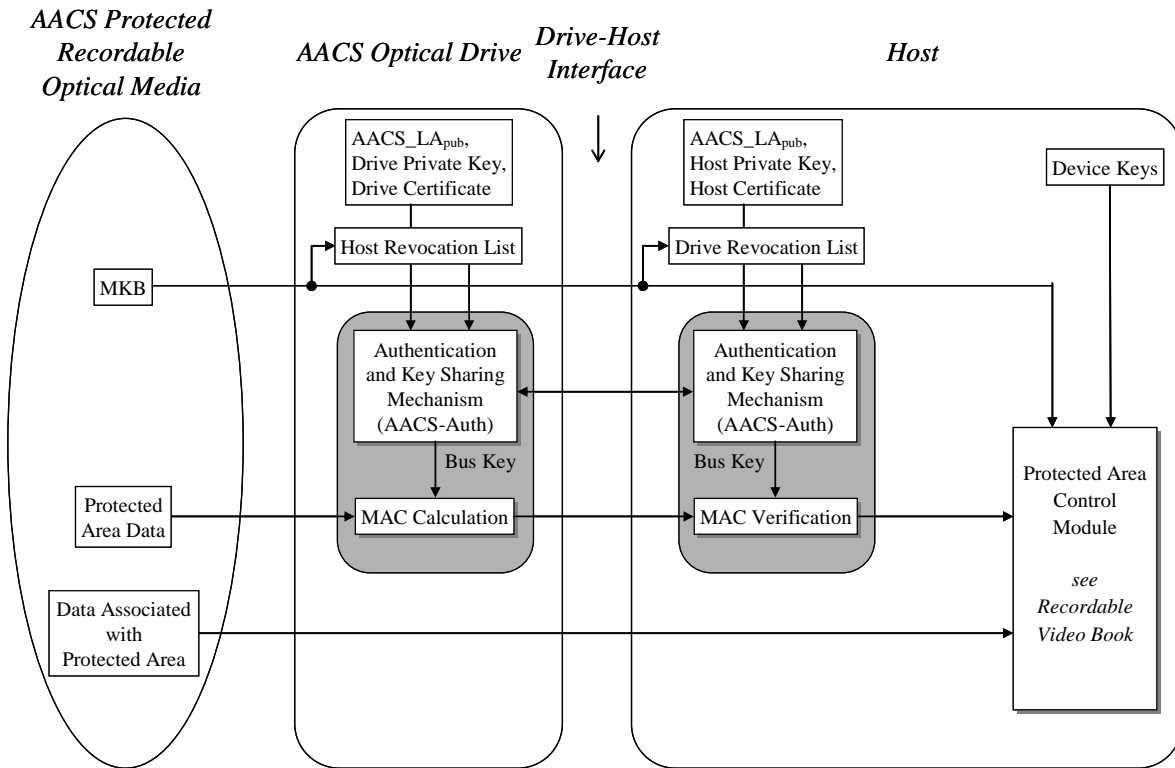 AACS Protected
Recordable
Optical Media
AACS Optical Drive
Drive-Host
Interface
Host
AACS_LApub,
Drive Private Key,
Drive Certificate
AACS_LApub,
Host Private Key,
Host Certificate
Device Keys
Host Revocation List
Drive Revocation List
MKB
Authentication
and Key Sharing
Mechanism
(AACS-Auth)
Authentication
and Key Sharing
Mechanism
(AACS-Auth)
Bus Key
Bus Key
Protected
Area Data
MAC Calculation
MAC Verification
Protected Area
Control
Module
see
Recordable
Video Book
Data Associated
with
Protected Area